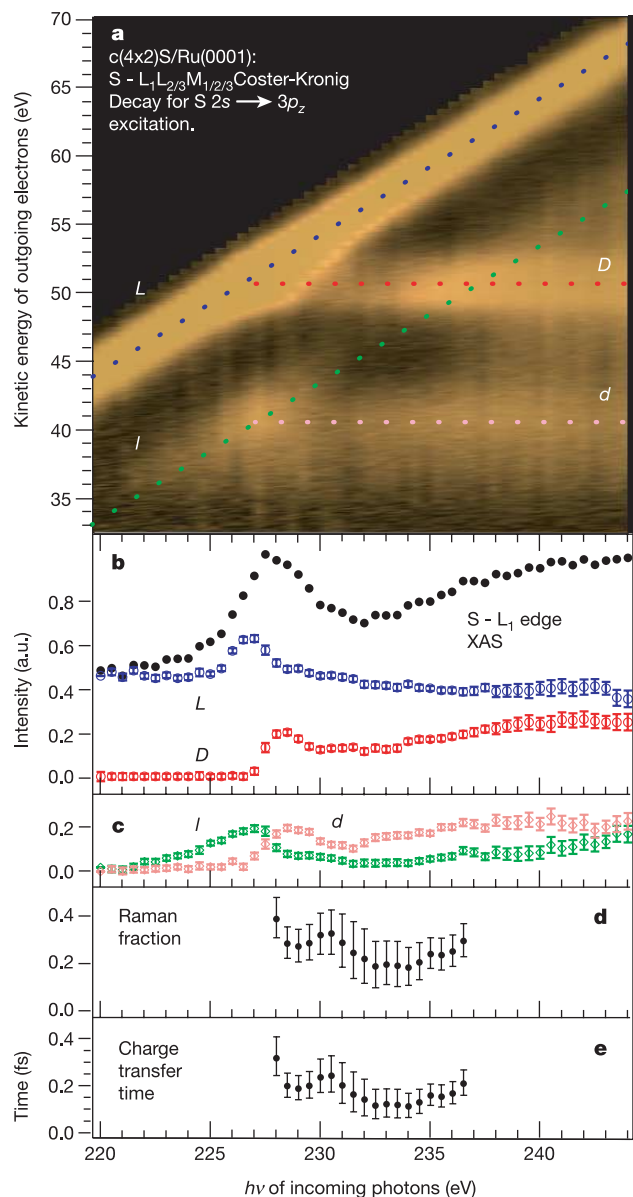 a
c(4x2)S/Ru(0001):
S - L₁L₂/₃M₁/₂/₃Coster-Kronig
Decay for S 2s ⟶ 3p_z
excitation.
Kinetic energy of outgoing electrons (eV)
70
65
60
55
50
45
40
35
L
D
l
d
b
S - L₁ edge
XAS
Intensity (a.u.)
0.8
0.6
0.4
0.2
0.0
L
D
c
l
d
0.2
0.0
Raman
fraction
d
0.4
0.2
0.0
Charge
transfer
time
e
Time (fs)
0.4
0.2
0.0
220
225
230
235
240
hν of incoming photons (eV)